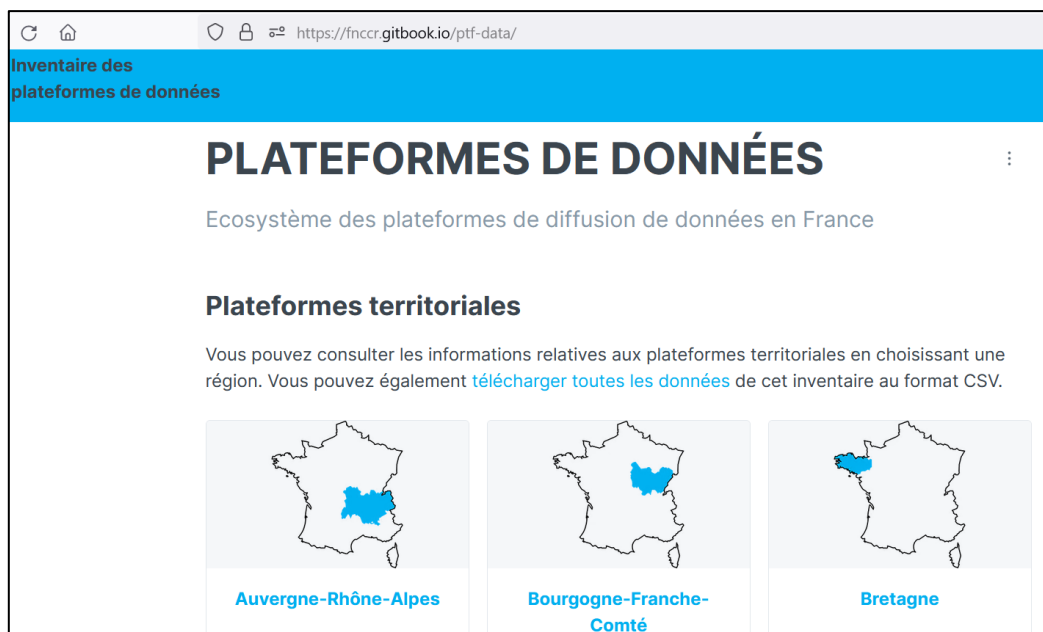 https://fnccr.gitbook.io/ptf-data/
Inventaire des
plateformes de données
PLATEFORMES DE DONNÉES
Ecosystème des plateformes de diffusion de données en France
Plateformes territoriales
Vous pouvez consulter les informations relatives aux plateformes territoriales en choisissant une
région. Vous pouvez également télécharger toutes les données de cet inventaire au format CSV.
Auvergne-Rhône-Alpes
Bourgogne-Franche-
Comté
Bretagne